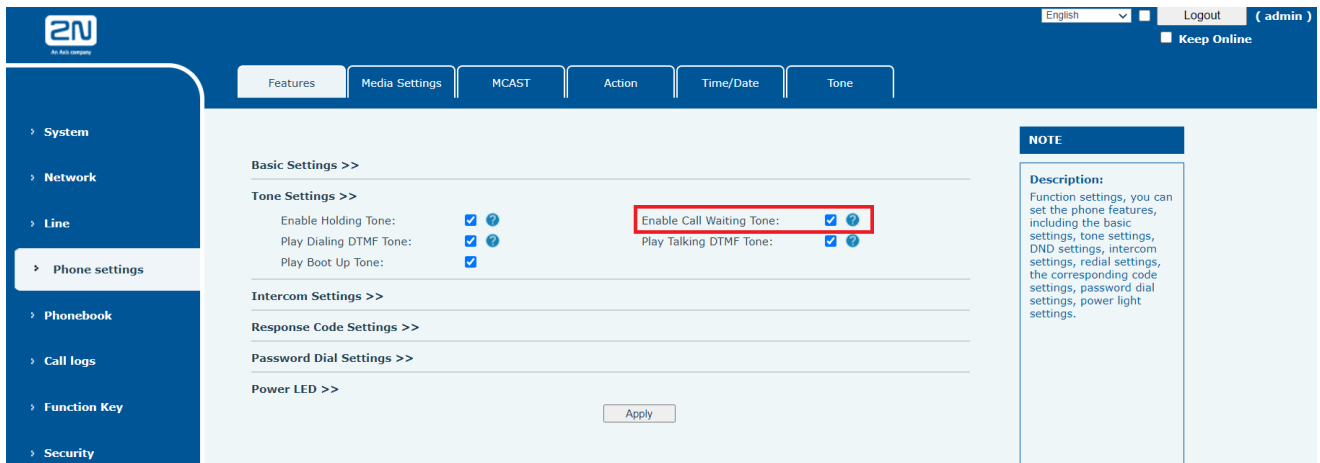 2N
An Axis company
English
Logout
( admin )
Keep Online
Features
Media Settings
MCAST
Action
Time/Date
Tone
› System
› Network
› Line
› Phone settings
› Phonebook
› Call logs
› Function Key
› Security
Basic Settings >>
Tone Settings >>
Enable Holding Tone: ?
Enable Call Waiting Tone: ?
Play Dialing DTMF Tone: ?
Play Talking DTMF Tone: ?
Play Boot Up Tone:
Intercom Settings >>
Response Code Settings >>
Password Dial Settings >>
Power LED >>
Apply
NOTE
Description:
Function settings, you can
set the phone features,
including the basic
settings, tone settings,
DND settings, intercom
settings, redial settings,
the corresponding code
settings, password dial
settings, power light
settings.